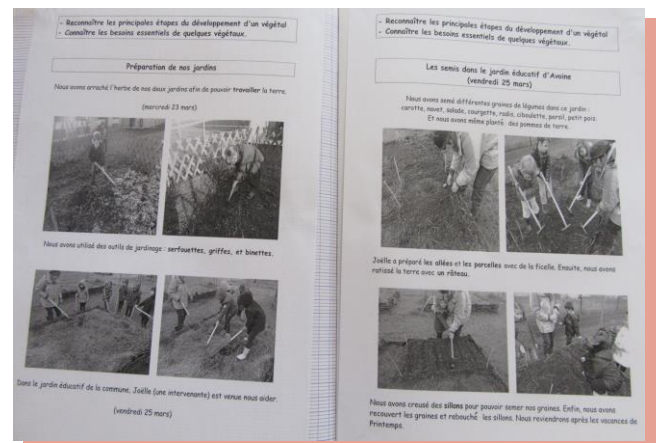 - Reconnaître les principales étapes du développement d'un végétal
- Connaître les besoins essentiels de quelques végétaux.
Préparation de nos jardins
Nous avons arraché l'herbe de nos deux jardins afin de pouvoir travailler la terre.
(mercredi 23 mars)
Nous avons utilisé des outils de jardinage : serfouettes, griffes, et binettes.
Dans le jardin éducatif de la commune, Joëlle (une intervenante) est venue nous aider.
(vendredi 25 mars)
- Reconnaître les principales étapes du développement d'un végétal
- Connaître les besoins essentiels de quelques végétaux.
Les semis dans le jardin éducatif d'Avoine
(vendredi 25 mars)
Nous avons semé différentes graines de légumes dans ce jardin :
carotte, navet, salade, courgette, radis, ciboulette, persil, petit pois.
Et nous avons même planté des pommes de terre.
Joëlle a préparé les allées et les parcelles avec de la ficelle. Ensuite, nous avons
ratissé la terre avec un râteau.
Nous avons creusé des sillons pour pouvoir semer nos graines. Enfin, nous avons
recouvert les graines et rebouché les sillons. Nous reviendrons après les vacances de
Printemps.